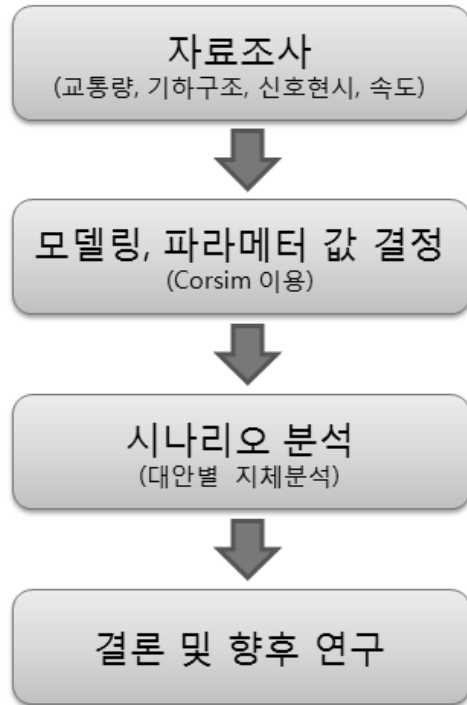 자료조사
(교통량, 기하구조, 신호현시, 속도)
모델링, 파라메터 값 결정
(Corsim 이용)
시나리오 분석
(대안별 지체분석)
결론 및 향후 연구